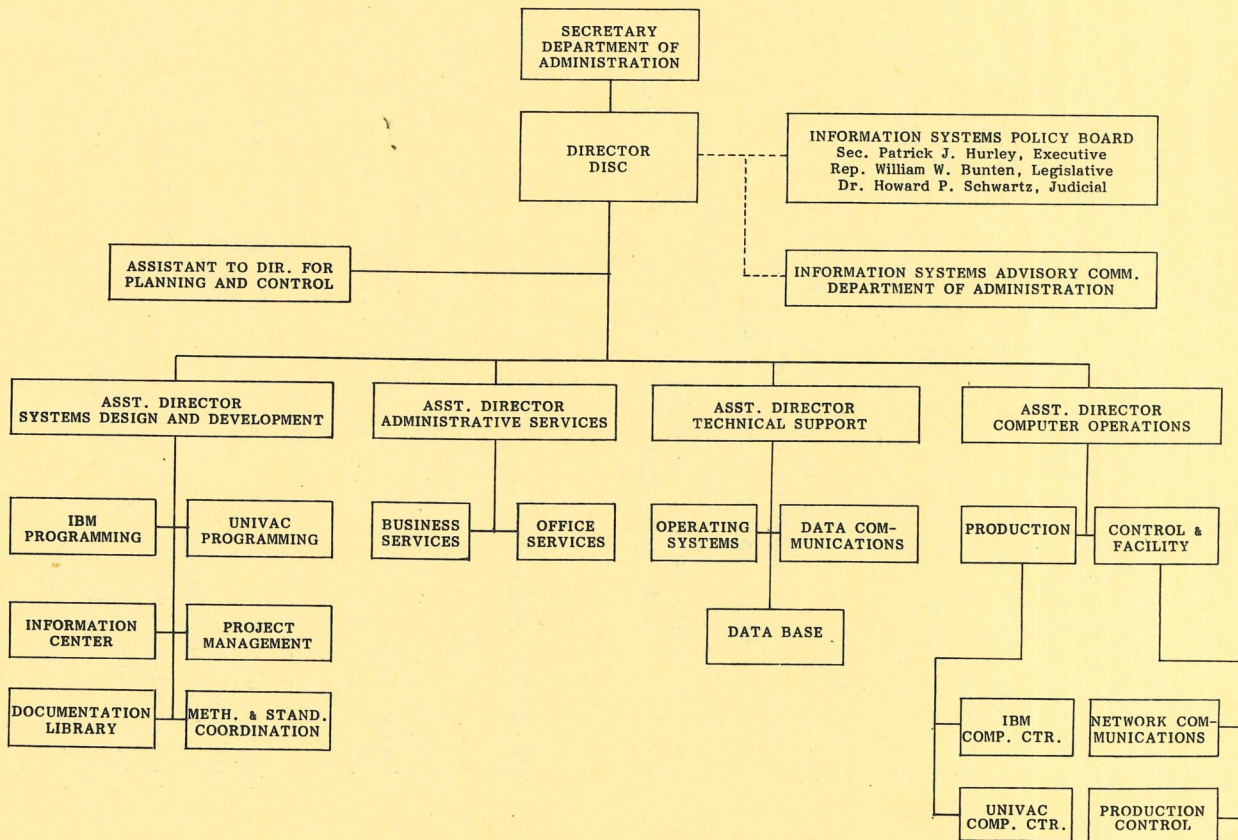 SECRETARY
DEPARTMENT OF
ADMINISTRATION
DIRECTOR
DISC
INFORMATION SYSTEMS POLICY BOARD
Sec. Patrick J. Hurley, Executive
Rep. William W. Bunten, Legislative
Dr. Howard P. Schwartz, Judicial
ASSISTANT TO DIR. FOR
PLANNING AND CONTROL
INFORMATION SYSTEMS ADVISORY COMM.
DEPARTMENT OF ADMINISTRATION
ASST. DIRECTOR
SYSTEMS DESIGN AND DEVELOPMENT
ASST. DIRECTOR
ADMINISTRATIVE SERVICES
ASST. DIRECTOR
TECHNICAL SUPPORT
ASST. DIRECTOR
COMPUTER OPERATIONS
IBM
PROGRAMMING
UNIVAC
PROGRAMMING
BUSINESS
SERVICES
OFFICE
SERVICES
OPERATING
SYSTEMS
DATA COM-
MUNICATIONS
PRODUCTION
CONTROL &
FACILITY
INFORMATION
CENTER
PROJECT
MANAGEMENT
DATA BASE
DOCUMENTATION
LIBRARY
METH. & STAND.
COORDINATION
IBM
COMP. CTR.
NETWORK COM-
MUNICATIONS
UNIVAC
COMP. CTR.
PRODUCTION
CONTROL